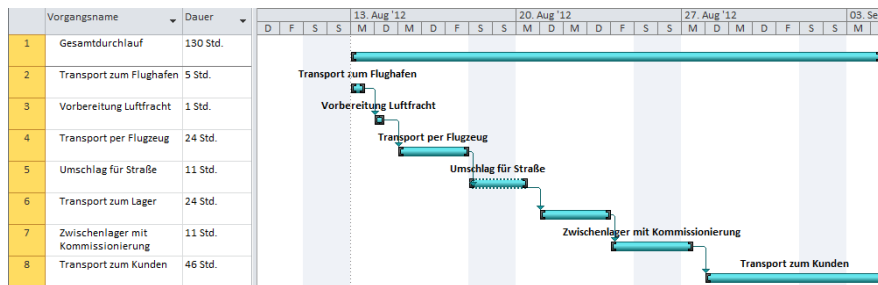 Vorgangsname Dauer 13. Aug '12 20. Aug '12 27. Aug '12 03. Se
D F S S M D M D F S S M D M D F S S M D M D F S S M
1 Gesamtdurchlauf 130 Std.
2 Transport zum Flughafen 5 Std. Transport zum Flughafen
3 Vorbereitung Luftfracht 1 Std. Vorbereitung Luftfracht
4 Transport per Flugzeug 24 Std. Transport per Flugzeug
5 Umschlag für Straße 11 Std. Umschlag für Straße
6 Transport zum Lager 24 Std.
7 Zwischenlager mit 11 Std. Zwischenlager mit Kommissionierung
Kommissionierung
8 Transport zum Kunden 46 Std. Transport zum Kunden